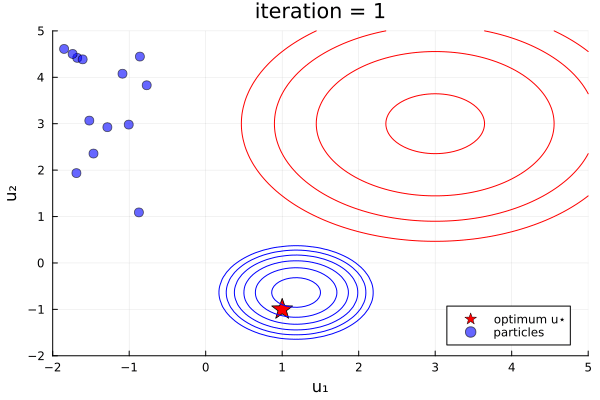 iteration = 1
5
4
3
2
1
0
−1
−2
u₂
−2 −1 0 1 2 3 4 5
u₁
optimum u⋆
particles